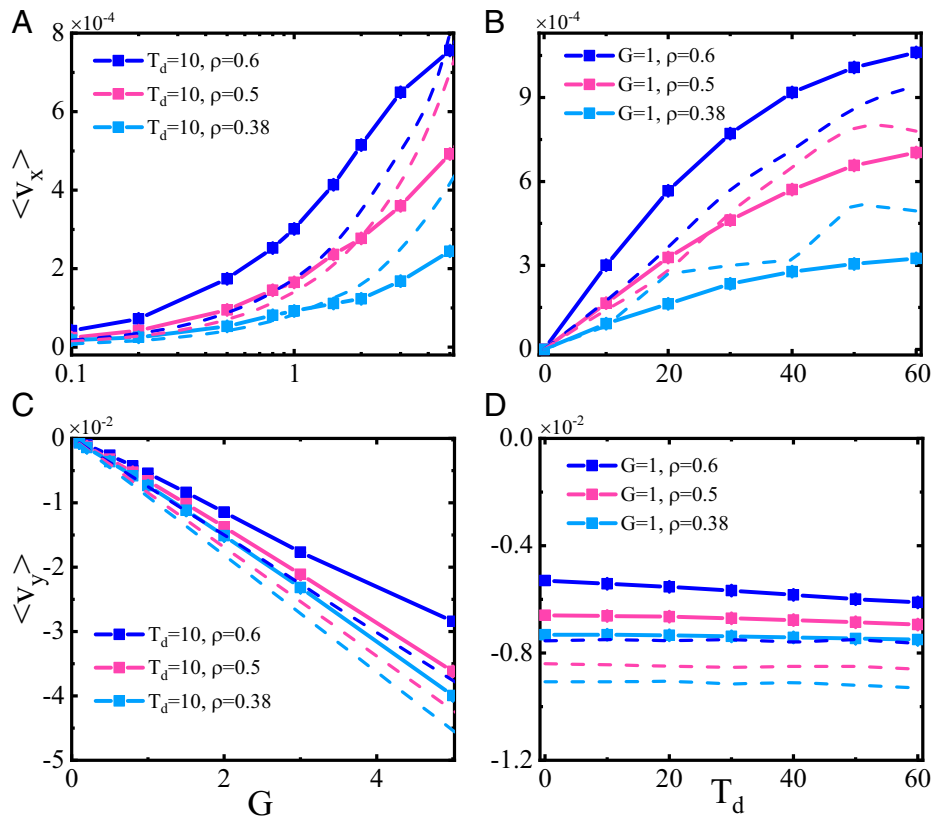 A
×10⁻⁴
8
6
4
2
0
0.1
1
<vₓ>
T_d=10, ρ=0.6
T_d=10, ρ=0.5
T_d=10, ρ=0.38
B
×10⁻⁴
9
6
3
0
0
20
40
60
G=1, ρ=0.6
G=1, ρ=0.5
G=1, ρ=0.38
C
×10⁻²
0
-1
-2
-3
-4
-5
0
2
4
<v_y>
T_d=10, ρ=0.6
T_d=10, ρ=0.5
T_d=10, ρ=0.38
G
D
×10⁻²
0.0
-0.4
-0.8
-1.2
0
20
40
60
G=1, ρ=0.6
G=1, ρ=0.5
G=1, ρ=0.38
T_d